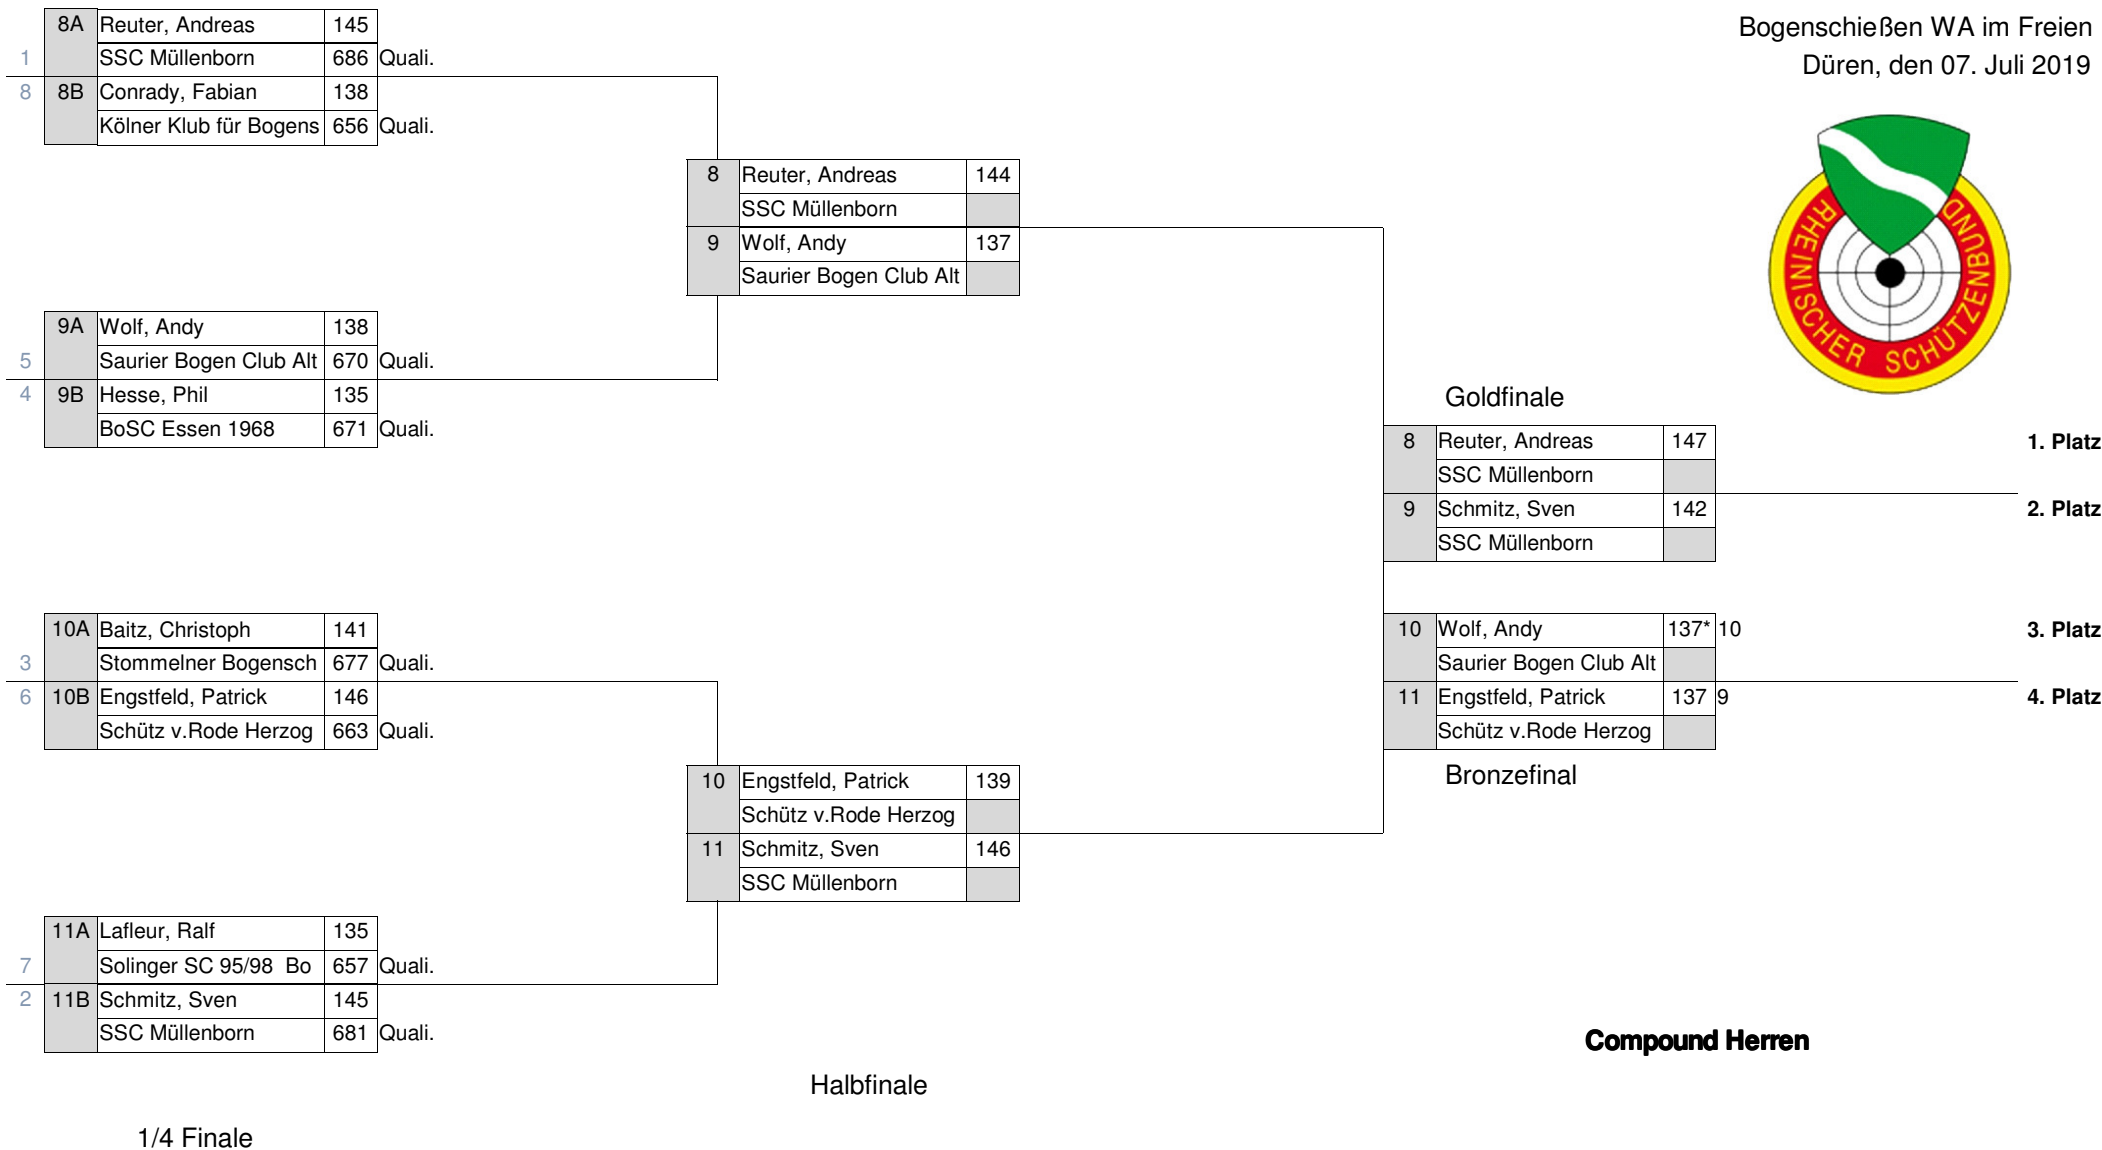 Bogenschießen WA im Freien
Düren, den 07. Juli 2019
RHEINISCHER SCHÜTZENBUND
8A Reuter, Andreas 145
1 SSC Müllenborn 686 Quali.
8 8B Conrady, Fabian 138
Kölner Klub für Bogens 656 Quali.
9A Wolf, Andy 138
5 Saurier Bogen Club Alt 670 Quali.
4 9B Hesse, Phil 135
BoSC Essen 1968 671 Quali.
10A Baitz, Christoph 141
3 Stommelner Bogensch 677 Quali.
6 10B Engstfeld, Patrick 146
Schütz v.Rode Herzog 663 Quali.
11A Lafleur, Ralf 135
7 Solinger SC 95/98 Bo 657 Quali.
2 11B Schmitz, Sven 145
SSC Müllenborn 681 Quali.
1/4 Finale
8 Reuter, Andreas 144
SSC Müllenborn
9 Wolf, Andy 137
Saurier Bogen Club Alt
10 Engstfeld, Patrick 139
Schütz v.Rode Herzog
11 Schmitz, Sven 146
SSC Müllenborn
Halbfinale
Goldfinale
8 Reuter, Andreas 147 1. Platz
SSC Müllenborn
9 Schmitz, Sven 142 2. Platz
SSC Müllenborn
10 Wolf, Andy 137* 10 3. Platz
Saurier Bogen Club Alt
11 Engstfeld, Patrick 137 9 4. Platz
Schütz v.Rode Herzog
Bronzefinal
Compound Herren